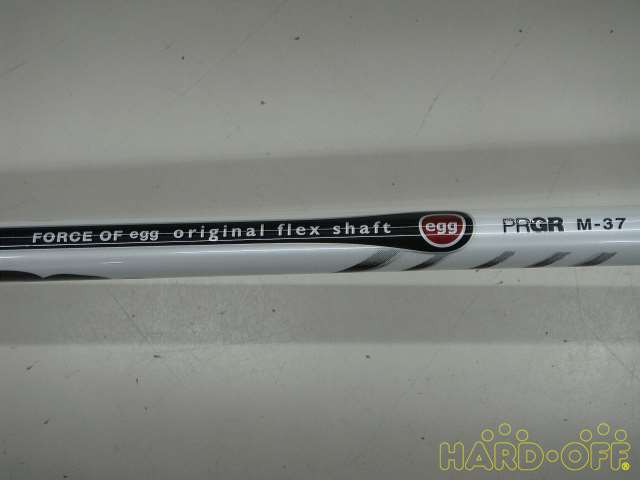 FORCE OF egg original flex shaft egg PRGR M-37
HARD·OFF